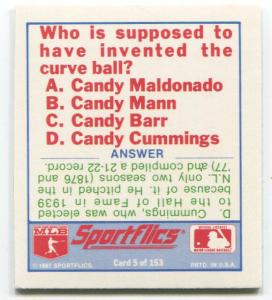 Who is supposed to
have invented the
curve ball?
A. Candy Maldonado
B. Candy Mann
C. Candy Barr
D. Candy Cummings
ANSWER
D. Cummings, who was elected
to the Hall of Fame in 1939
because of it. He pitched in the
N.L. only two seasons (1876 and
'77) and compiled a 21-22 record.
MLB
Sportflics
© 1987 SPORTFLICS.
Card 5 of 153
PRTD. IN U.S.A.